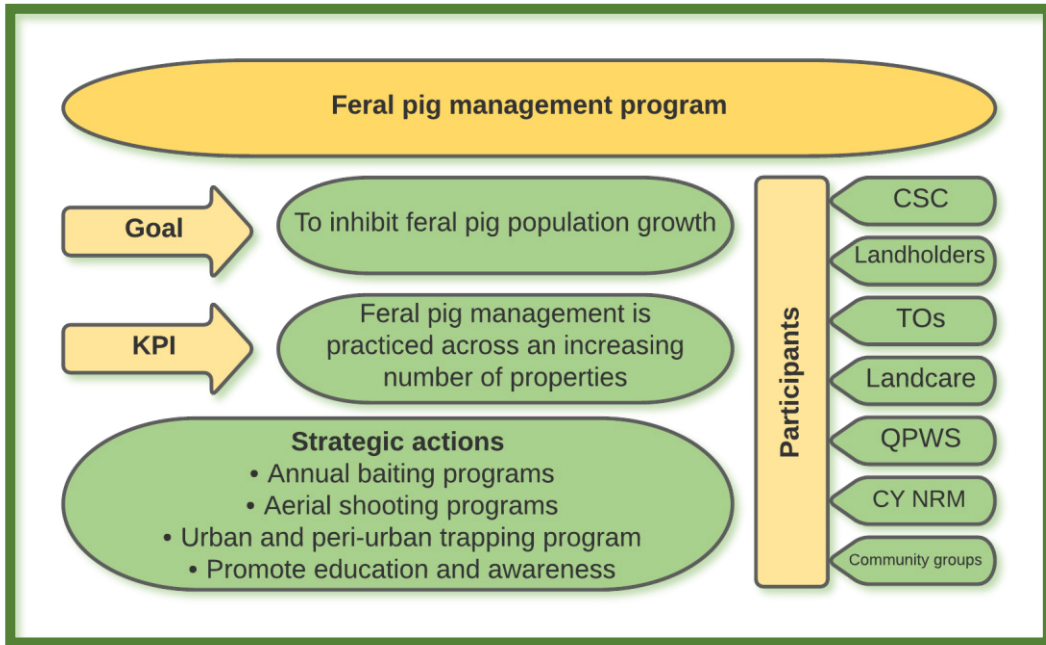 Feral pig management program
Goal
To inhibit feral pig population growth
KPI
Feral pig management is
practiced across an increasing
number of properties
Strategic actions
• Annual baiting programs
• Aerial shooting programs
• Urban and peri-urban trapping program
• Promote education and awareness
Participants
CSC
Landholders
TOs
Landcare
QPWS
CY NRM
Community groups